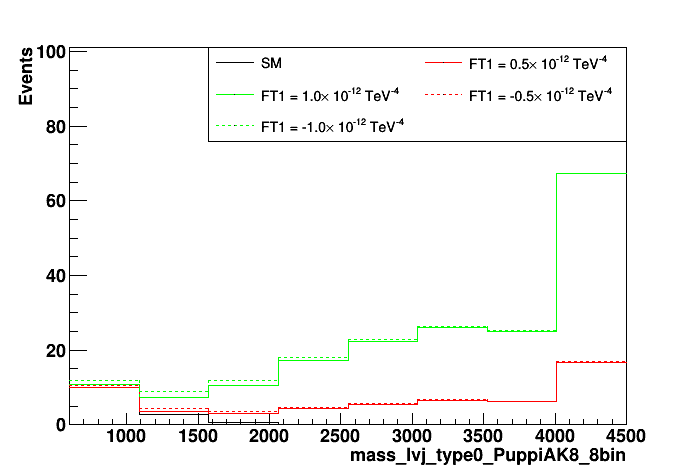 Events
100
80
60
40
20
0
SM
FT1 = 0.5× 10⁻¹² TeV⁻⁴
FT1 = 1.0× 10⁻¹² TeV⁻⁴
FT1 = -0.5× 10⁻¹² TeV⁻⁴
FT1 = -1.0× 10⁻¹² TeV⁻⁴
1000 1500 2000 2500 3000 3500 4000 4500
mass_lvj_type0_PuppiAK8_8bin